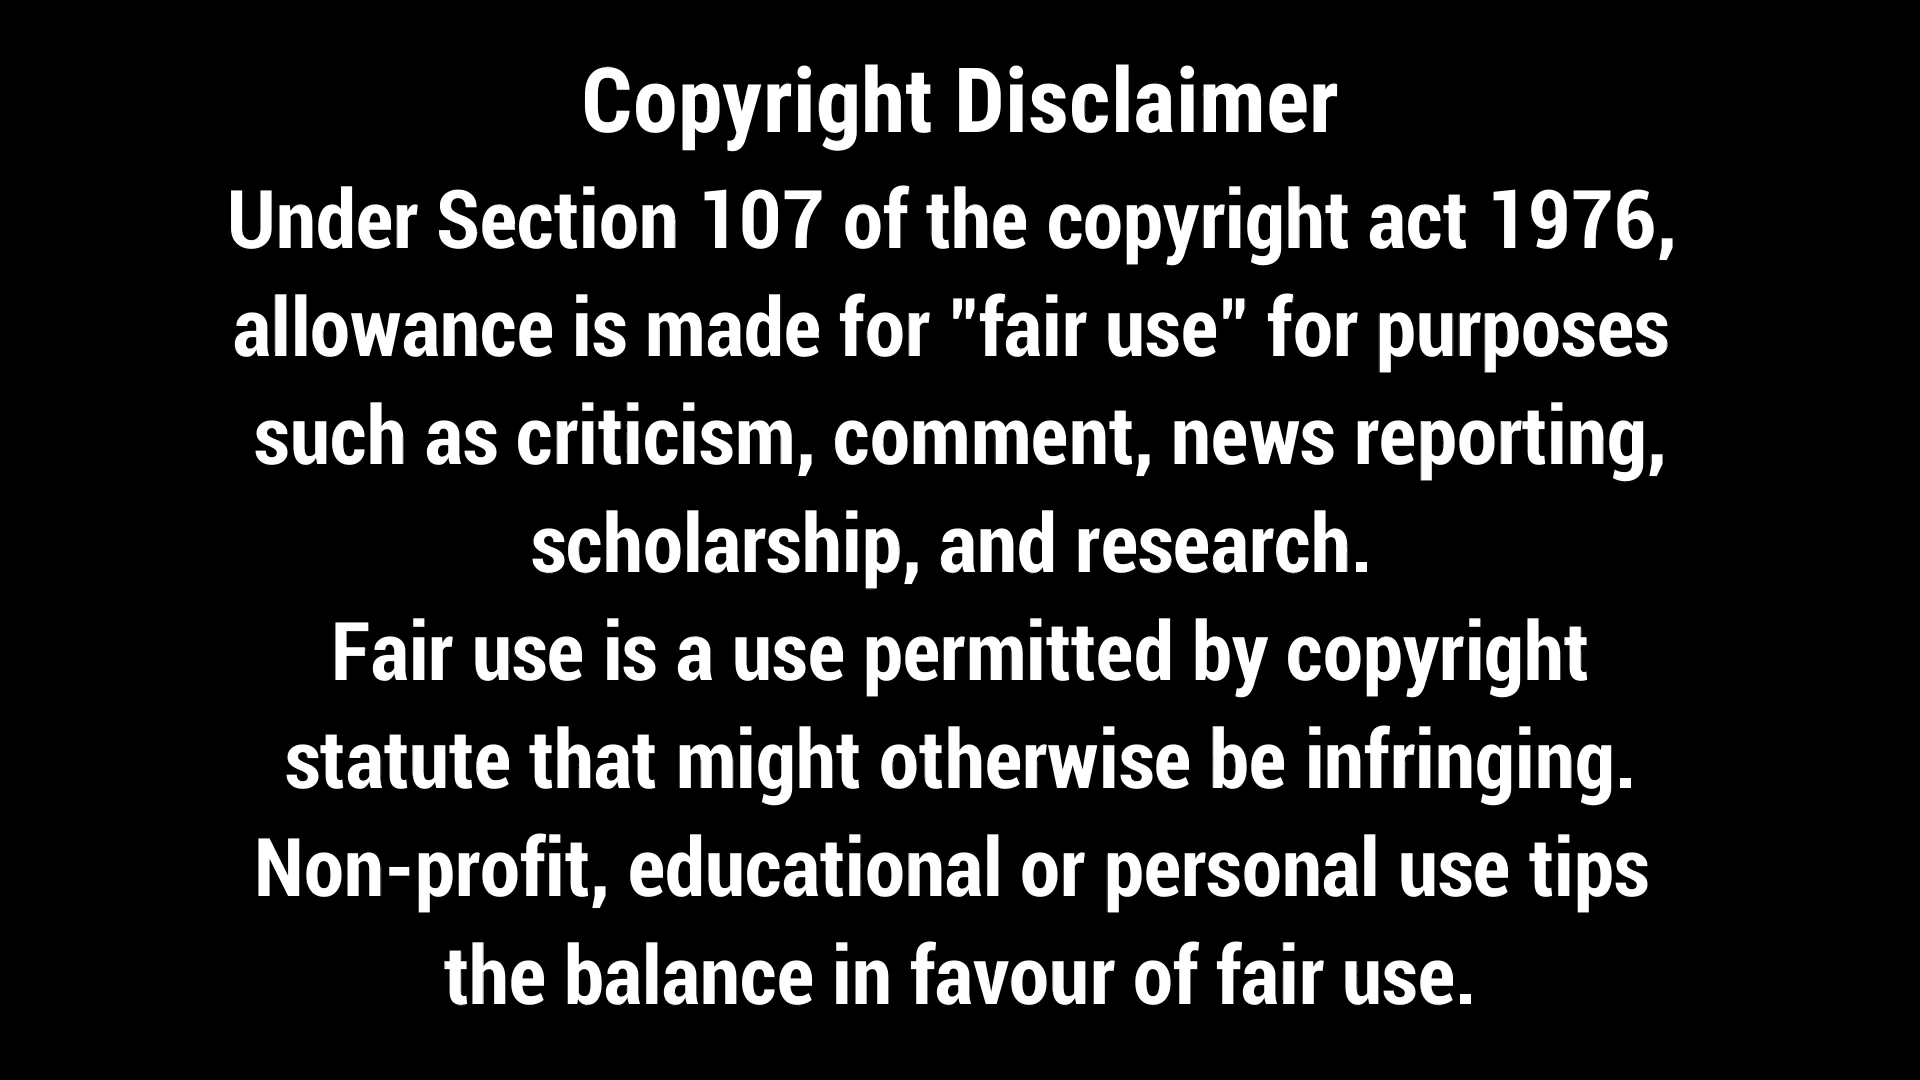 Copyright Disclaimer
Under Section 107 of the copyright act 1976,
allowance is made for "fair use" for purposes
such as criticism, comment, news reporting,
scholarship, and research.
Fair use is a use permitted by copyright
statute that might otherwise be infringing.
Non-profit, educational or personal use tips
the balance in favour of fair use.